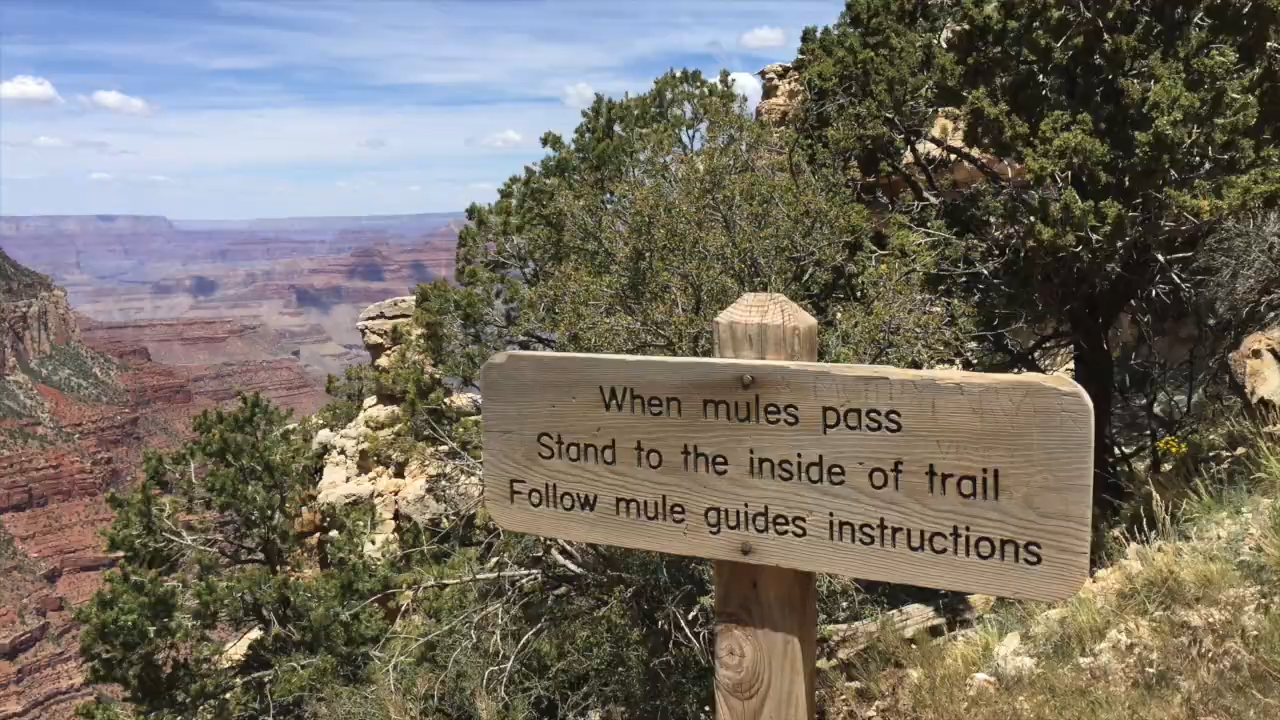 When mules pass
Stand to the inside of trail
Follow mule guides instructions